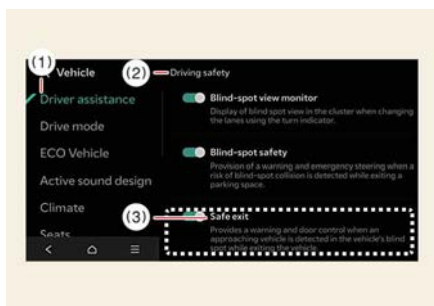 (1)
Vehicle
(2)
Driving safety
Driver assistance
Drive mode
ECO Vehicle
Active sound design
Climate
Seats
Blind-spot view monitor
Display of blind spot view in the cluster when changing
the lanes using the turn indicator.
Blind-spot safety
Provision of a warning and emergency steering when a
risk of blind-spot collision is detected while exiting a
parking space.
(3)
Safe exit
Provides a warning and door control when an
approaching vehicle is detected in the vehicle's blind
spot while exiting the vehicle.